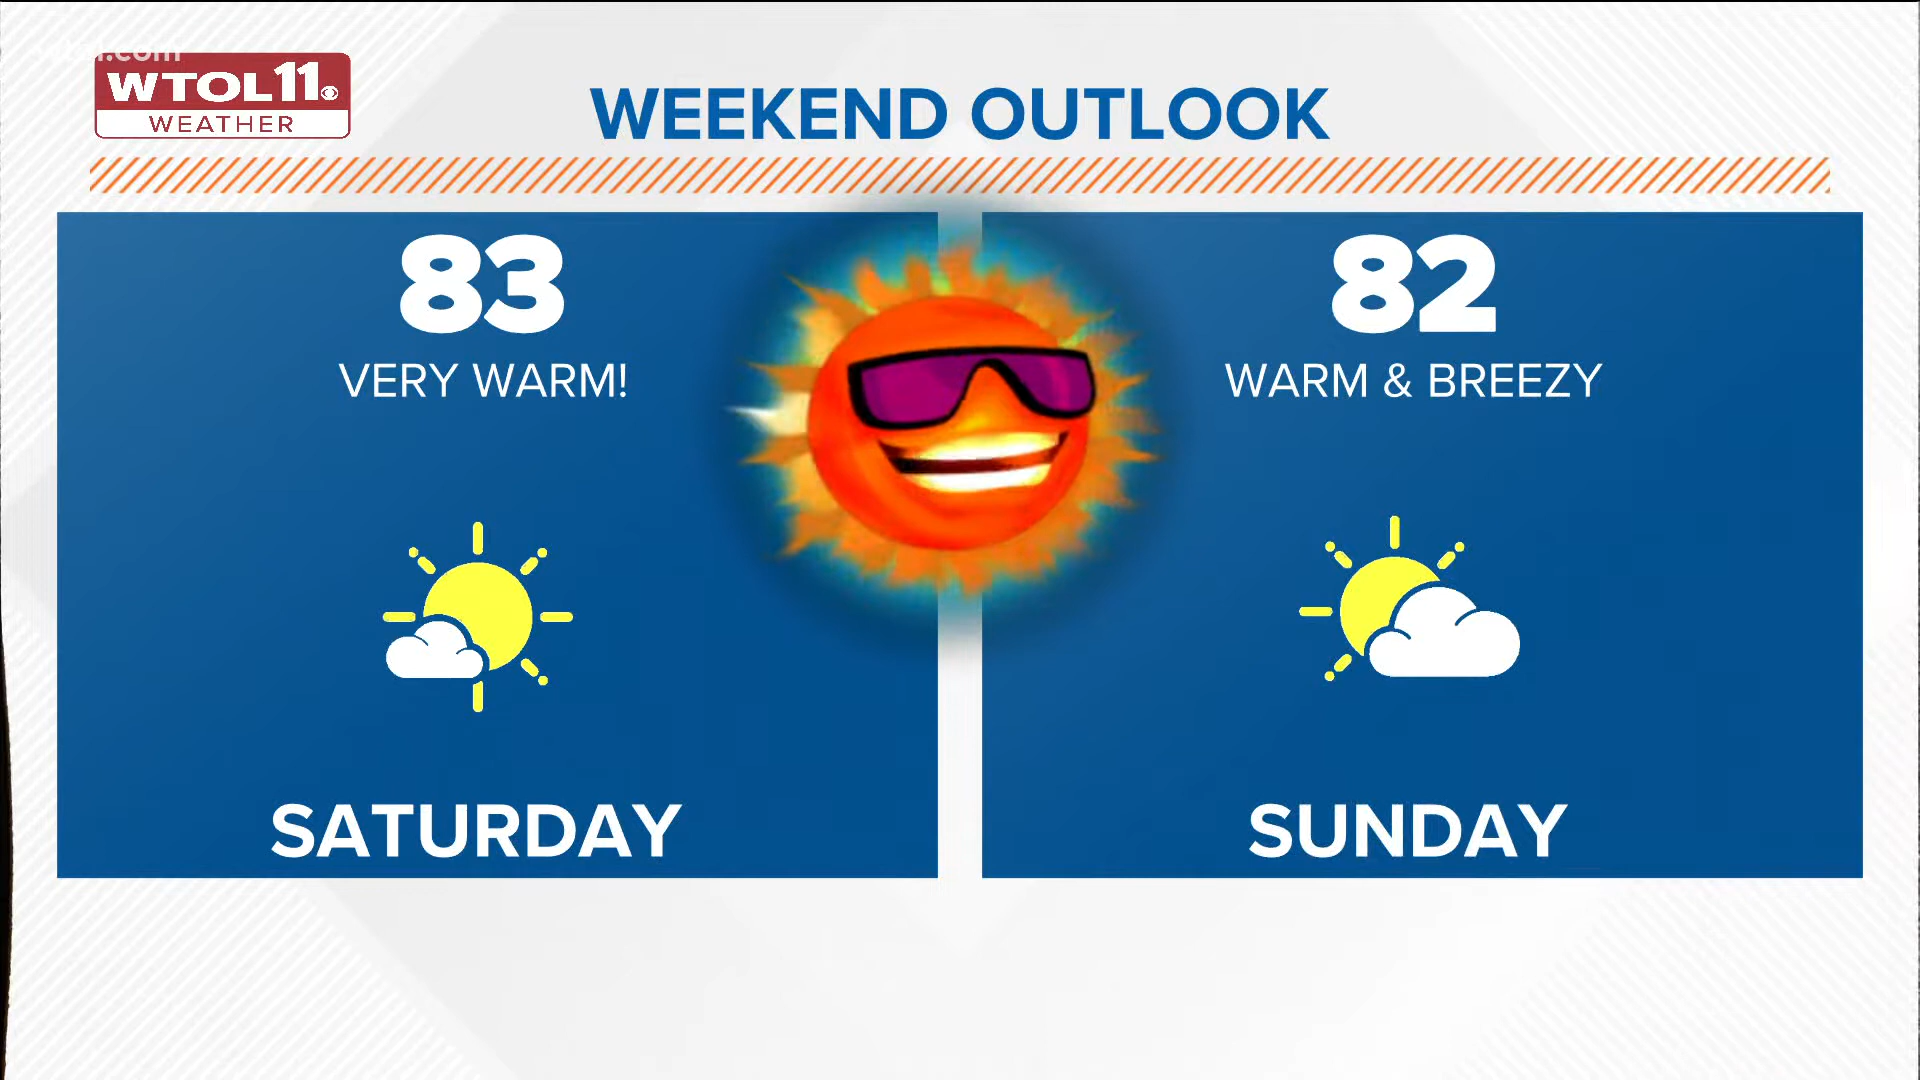 WTOL11
WEATHER
WEEKEND OUTLOOK
83
VERY WARM!
SATURDAY
82
WARM & BREEZY
SUNDAY